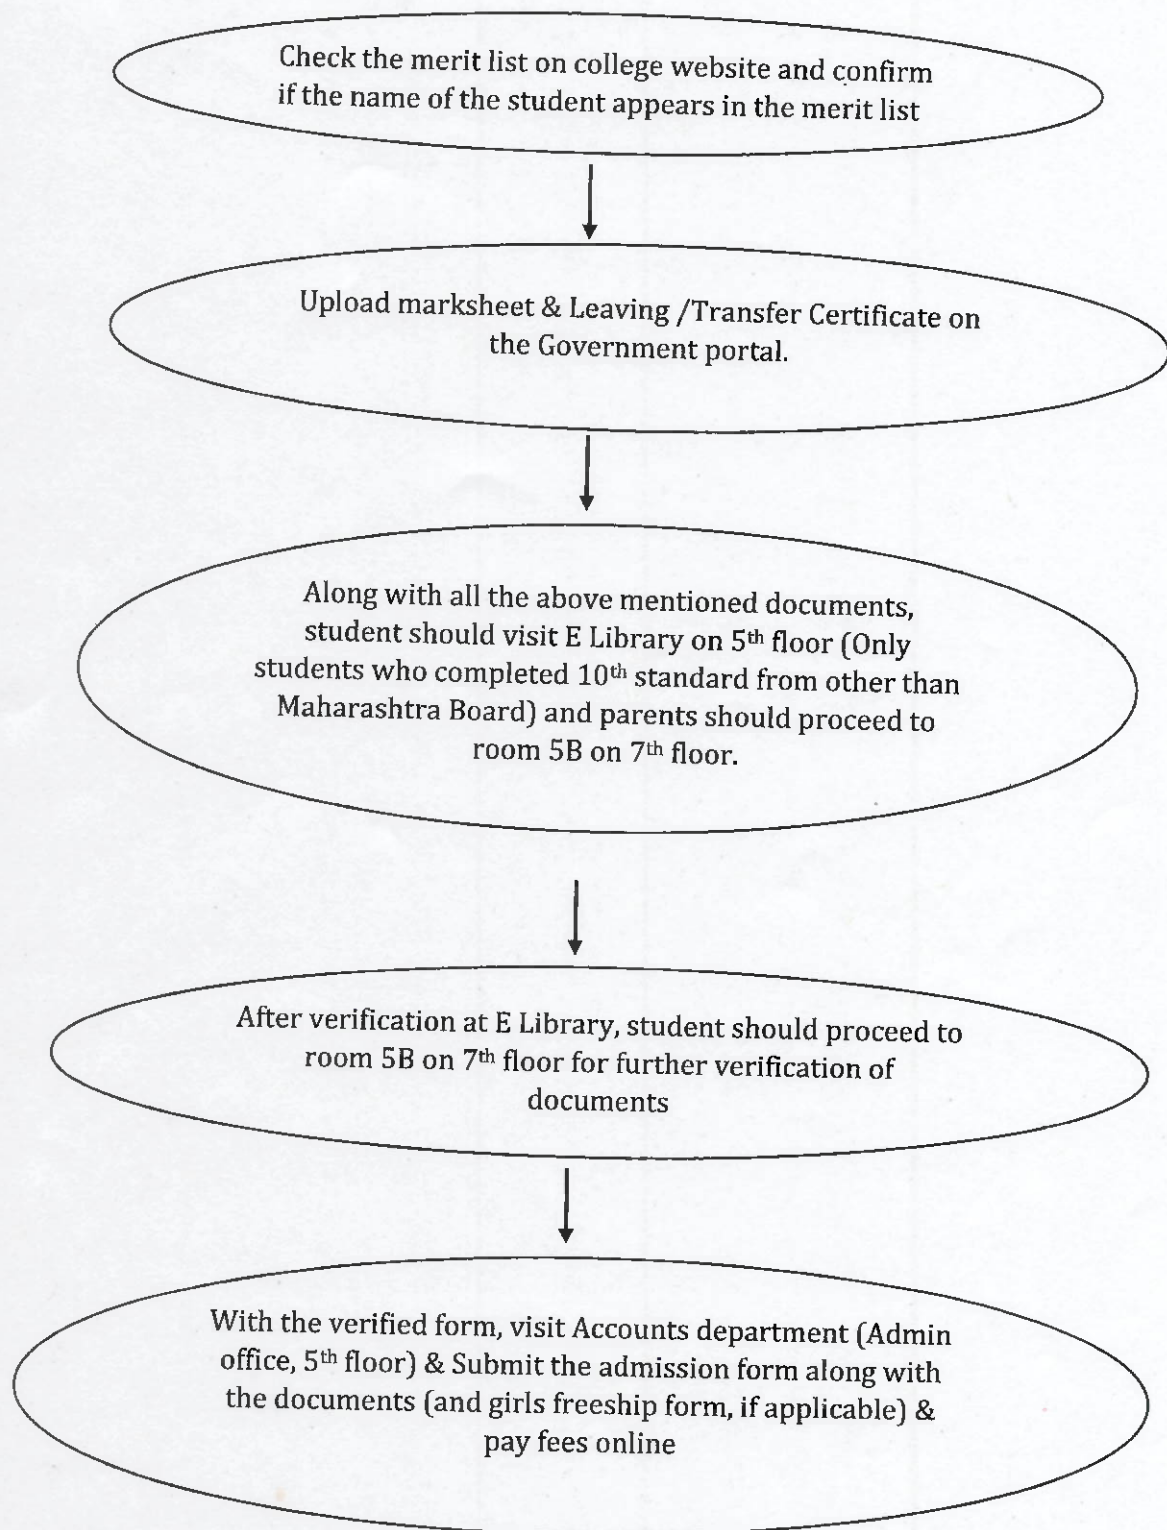 Check the merit list on college website and confirm
if the name of the student appears in the merit list
Upload marksheet & Leaving /Transfer Certificate on
the Government portal.
Along with all the above mentioned documents,
student should visit E Library on 5th floor (Only
students who completed 10th standard from other than
Maharashtra Board) and parents should proceed to
room 5B on 7th floor.
After verification at E Library, student should proceed to
room 5B on 7th floor for further verification of
documents
With the verified form, visit Accounts department (Admin
office, 5th floor) & Submit the admission form along with
the documents (and girls freeship form, if applicable) &
pay fees online